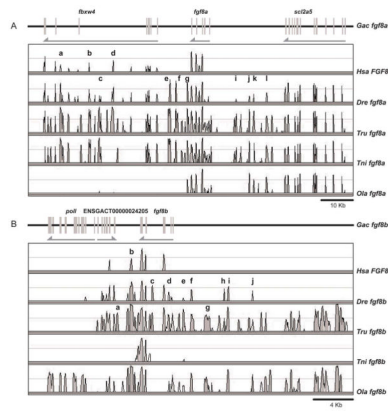 fbxw4 fgf8a scl2a5
A Gac fgf8a
a b d
Hsa FGF8
c e f g i j k l
Dre fgf8a
Tru fgf8a
Tni fgf8a
Ola fgf8a
10 Kb
poll ENSGACT00000024205 fgf8b
B Gac fgf8b
b
Hsa FGF8
c d e f h i j
Dre fgf8b
a g
Tru fgf8b
Tni fgf8b
Ola fgf8b
4 Kb